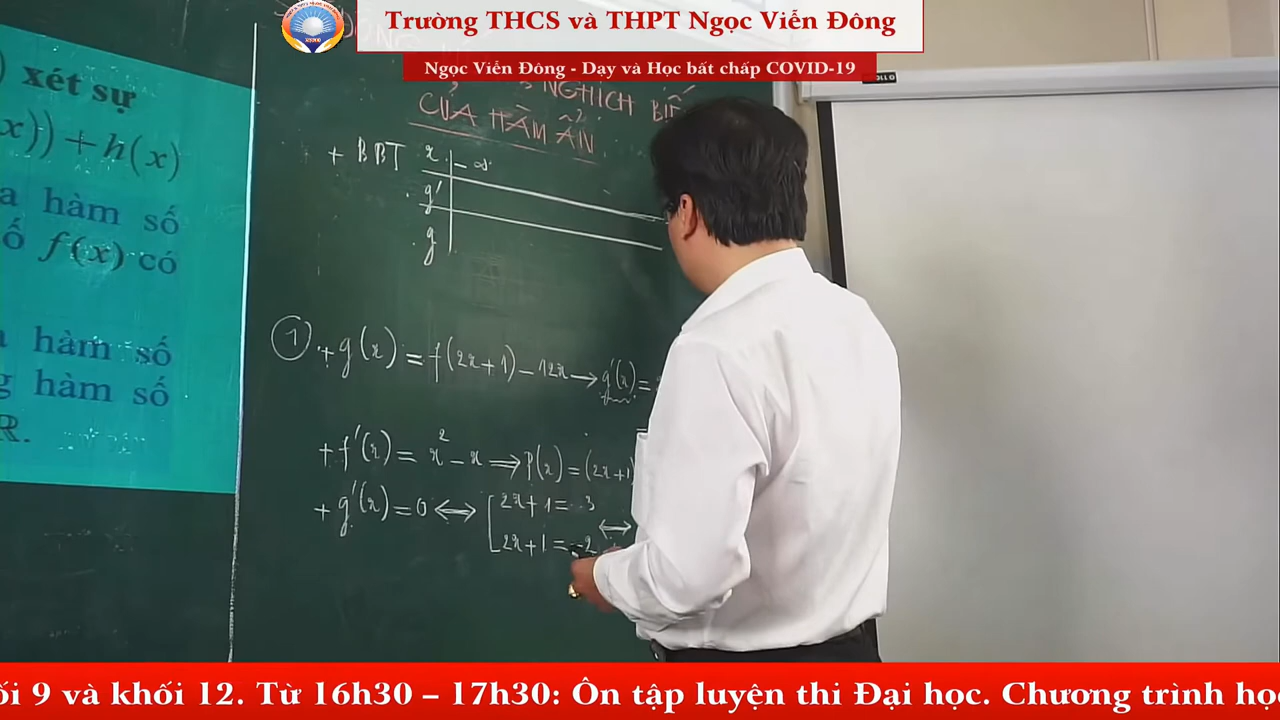 Trường THCS và THPT Ngọc Viễn Đông
Ngọc Viễn Đông - Dạy và Học bất chấp COVID-19
) xét sự
x)) + h(x)
a hàm số
ố f(x) có
hàm số
g hàm số
R.
NGHỊCH BIẾ
CỦA HÀM ẨN
+ BBT x -∞
g'
g
① + g(x) = f(2x+1) - 12x → g'(x) =
+ f'(x) = x² - x ⇒ P(x) = (2x+1)
+ g'(x) = 0 ⟺ [ 2x+1 = 3
2x+1 = -2 ⟺
ối 9 và khối 12. Từ 16h30 – 17h30: Ôn tập luyện thi Đại học. Chương trình học